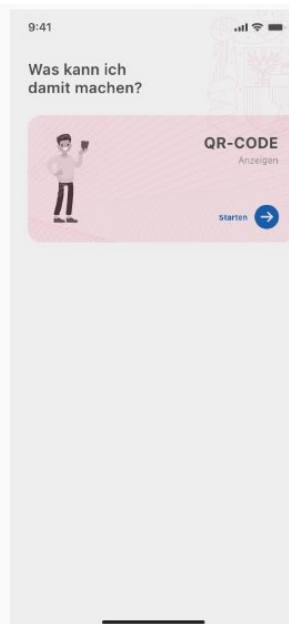 9:41
Was kann ich
damit machen?
QR-CODE
Anzeigen
Starten